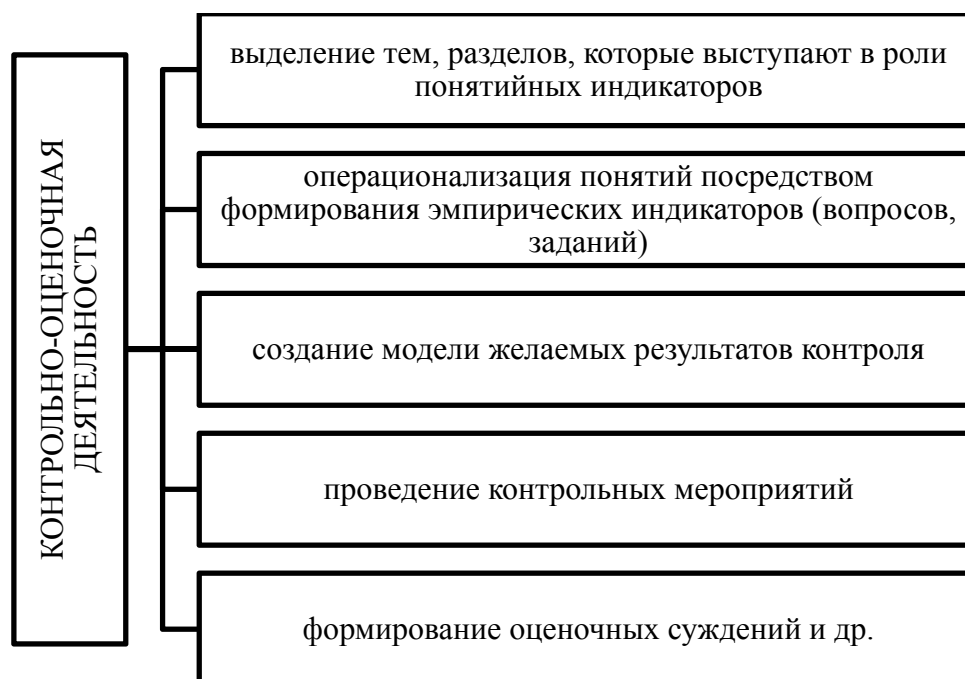 КОНТРОЛЬНО-ОЦЕНОЧНАЯ
ДЕЯТЕЛЬНОСТЬ
выделение тем, разделов, которые выступают в роли
понятийных индикаторов
операционализация понятий посредством
формирования эмпирических индикаторов (вопросов,
заданий)
создание модели желаемых результатов контроля
проведение контрольных мероприятий
формирование оценочных суждений и др.